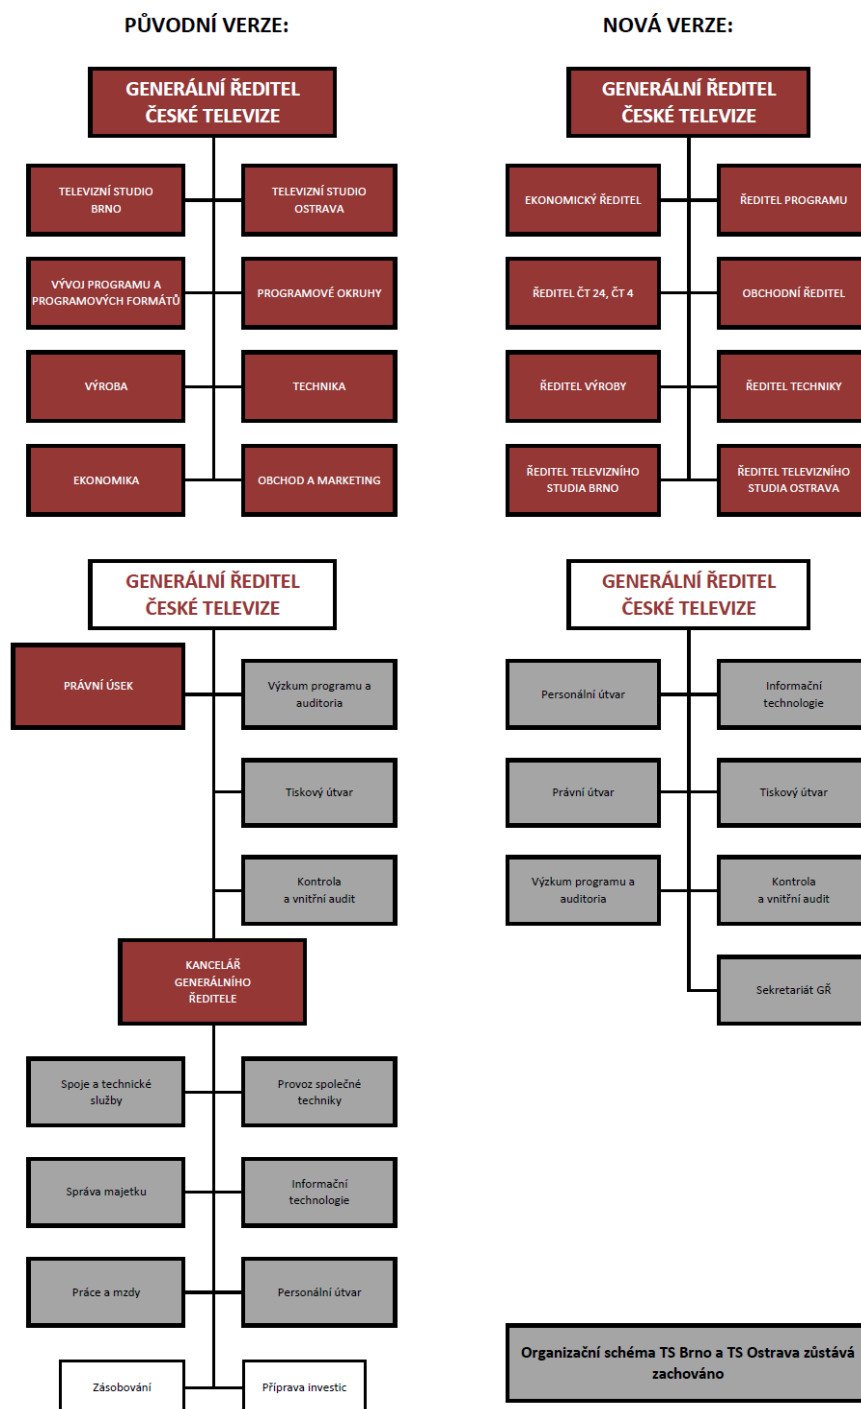 PŮVODNÍ VERZE:
GENERÁLNÍ ŘEDITEL
ČESKÉ TELEVIZE
TELEVIZNÍ STUDIO
BRNO
TELEVIZNÍ STUDIO
OSTRAVA
VÝVOJ PROGRAMU A
PROGRAMOVÝCH FORMÁTŮ
PROGRAMOVÉ OKRUHY
VÝROBA
TECHNIKA
EKONOMIKA
OBCHOD A MARKETING
GENERÁLNÍ ŘEDITEL
ČESKÉ TELEVIZE
PRÁVNÍ ÚSEK
Výzkum programu a
auditoria
Tiskový útvar
Kontrola
a vnitřní audit
KANCELÁŘ
GENERÁLNÍHO
ŘEDITELE
Spoje a technické
služby
Provoz společné
techniky
Správa majetku
Informační
technologie
Práce a mzdy
Personální útvar
Zásobování
Příprava investic
NOVÁ VERZE:
GENERÁLNÍ ŘEDITEL
ČESKÉ TELEVIZE
EKONOMICKÝ ŘEDITEL
ŘEDITEL PROGRAMU
ŘEDITEL ČT 24, ČT 4
OBCHODNÍ ŘEDITEL
ŘEDITEL VÝROBY
ŘEDITEL TECHNIKY
ŘEDITEL TELEVIZNÍHO
STUDIA BRNO
ŘEDITEL TELEVIZNÍHO
STUDIA OSTRAVA
GENERÁLNÍ ŘEDITEL
ČESKÉ TELEVIZE
Personální útvar
Informační
technologie
Právní útvar
Tiskový útvar
Výzkum programu a
auditoria
Kontrola
a vnitřní audit
Sekretariát GŘ
Organizační schéma TS Brno a TS Ostrava zůstává
zachováno